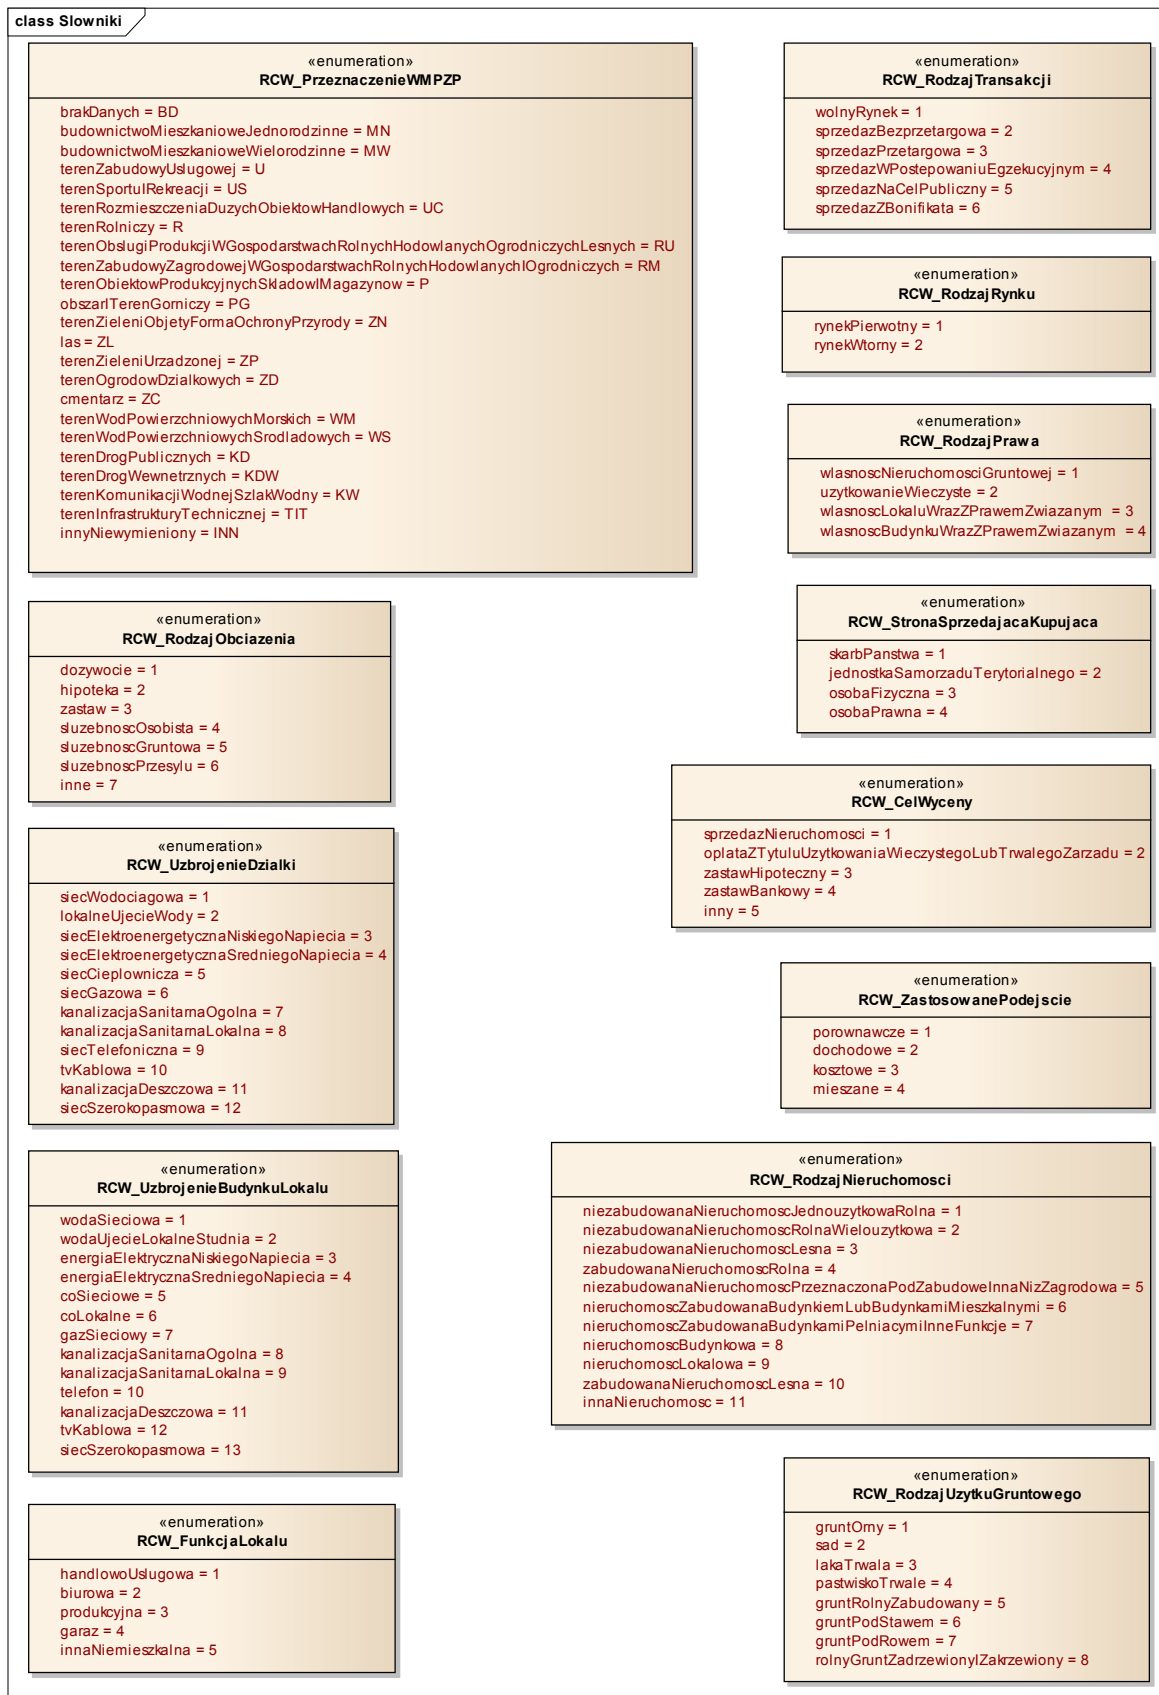 class Slowniki
«enumeration»
RCW_PrzeznaczenieWMPZP
brakDanych = BD
budownictwoMieszkanioweJednorodzinne = MN
budownictwoMieszkanioweWielorodzinne = MW
terenZabudowyUslugowej = U
terenSportuIRekreacji = US
terenRozmieszczeniaDuzychObiektowHandlowych = UC
terenRolniczy = R
terenObslugiProdukcjiWGospodarstwachRolnychHodowlanychOgrodniczychLesnych = RU
terenZabudowyZagrodowejWGospodarstwachRolnychHodowlanychIOgrodniczych = RM
terenObiektowProdukcyjnychSkladowIMagazynow = P
obszarITerenGorniczy = PG
terenZieleniObjetyFormaOchronyPrzyrody = ZN
las = ZL
terenZieleniUrzadzonej = ZP
terenOgrodowDzialkowych = ZD
cmentarz = ZC
terenWodPowierzchniowychMorskich = WM
terenWodPowierzchniowychSrodladowych = WS
terenDrogPublicznych = KD
terenDrogWewnetrznych = KDW
terenKomunikacjiWodnejSzlakWodny = KW
terenInfrastrukturyTechnicznej = TIT
innyNiewymieniony = INN
«enumeration»
RCW_RodzajObciazenia
dozywocie = 1
hipoteka = 2
zastaw = 3
sluzebnoscOsobista = 4
sluzebnoscGruntowa = 5
sluzebnoscPrzesylu = 6
inne = 7
«enumeration»
RCW_UzbrojenieDzialki
siecWodociagowa = 1
lokalneUjecieWody = 2
siecElektroenergetycznaNiskiegoNapiecia = 3
siecElektroenergetycznaSredniegoNapiecia = 4
siecCieplownicza = 5
siecGazowa = 6
kanalizacjaSanitarnaOgolna = 7
kanalizacjaSanitarnaLokalna = 8
siecTelefoniczna = 9
tvKablowa = 10
kanalizacjaDeszczowa = 11
siecSzerokopasmowa = 12
«enumeration»
RCW_UzbrojenieBudynkuLokalu
wodaSieciowa = 1
wodaUjecieLokalneStudnia = 2
energiaElektrycznaNiskiegoNapiecia = 3
energiaElektrycznaSredniegoNapiecia = 4
coSieciowe = 5
coLokalne = 6
gazSieciowy = 7
kanalizacjaSanitarnaOgolna = 8
kanalizacjaSanitarnaLokalna = 9
telefon = 10
kanalizacjaDeszczowa = 11
tvKablowa = 12
siecSzerokopasmowa = 13
«enumeration»
RCW_FunkcjaLokalu
handlowoUslugowa = 1
biurowa = 2
produkcyjna = 3
garaz = 4
innaNiemieszkalna = 5
«enumeration»
RCW_RodzajTransakcji
wolnyRynek = 1
sprzedazBezprzetargowa = 2
sprzedazPrzetargowa = 3
sprzedazWPostepowaniuEgzekucyjnym = 4
sprzedazNaCelPubliczny = 5
sprzedazZBonifikata = 6
«enumeration»
RCW_RodzajRynku
rynekPierwotny = 1
rynekWtorny = 2
«enumeration»
RCW_RodzajPrawa
wlasnoscNieruchomosciGruntowej = 1
uzytkowanieWieczyste = 2
wlasnoscLokaluWrazZPrawemZwiazanym = 3
wlasnoscBudynkuWrazZPrawemZwiazanym = 4
«enumeration»
RCW_StronaSprzedajacaKupujaca
skarbPanstwa = 1
jednostkaSamorzaduTerytorialnego = 2
osobaFizyczna = 3
osobaPrawna = 4
«enumeration»
RCW_CelWyceny
sprzedazNieruchomosci = 1
oplataZTytuluUzytkowaniaWieczystegoLubTrwalegoZarzadu = 2
zastawHipoteczny = 3
zastawBankowy = 4
inny = 5
«enumeration»
RCW_ZastosowanePodejscie
porownawcze = 1
dochodowe = 2
kosztowe = 3
mieszane = 4
«enumeration»
RCW_RodzajNieruchomosci
niezabudowanaNieruchomoscJednouzytkowaRolna = 1
niezabudowanaNieruchomoscRolnaWielouzytkowa = 2
niezabudowanaNieruchomoscLesna = 3
zabudowanaNieruchomoscRolna = 4
niezabudowanaNieruchomoscPrzeznaczonaPodZabudoweInnaNizZagrodowa = 5
nieruchomoscZabudowanaBudynkiemLubBudynkamiMieszkalnymi = 6
nieruchomoscZabudowanaBudynkamiPelniacymiInneFunkcje = 7
nieruchomoscBudynkowa = 8
nieruchomoscLokalowa = 9
zabudowanaNieruchomoscLesna = 10
innaNieruchomosc = 11
«enumeration»
RCW_RodzajUzytkuGruntowego
gruntOrny = 1
sad = 2
lakaTrwala = 3
pastwiskoTrwale = 4
gruntRolnyZabudowany = 5
gruntPodStawem = 6
gruntPodRowem = 7
rolnyGruntZadrzewionyIZakrzewiony = 8